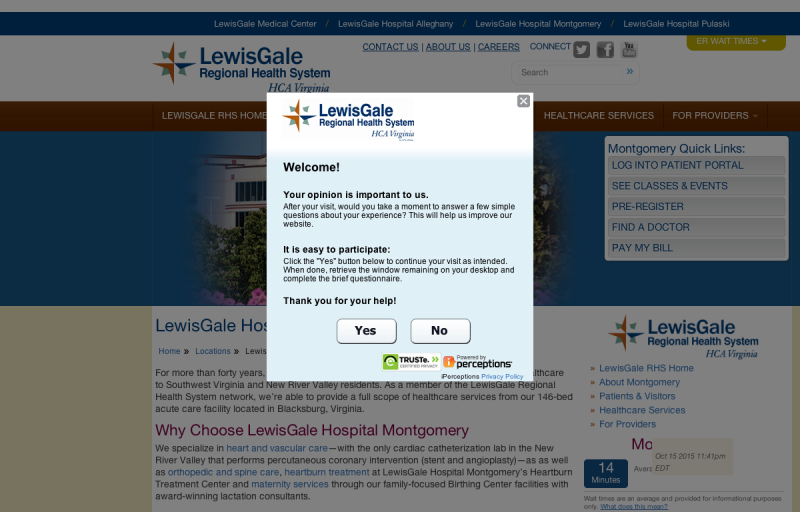 LewisGale Medical Center / LewisGale Hospital Alleghany / LewisGale Hospital Montgomery / LewisGale Hospital Pulaski
CONTACT US | ABOUT US | CAREERS CONNECT
ER WAIT TIMES
LewisGale
Regional Health System
HCA Virginia
Search »
LEWISGALE RHS HOME
HEALTHCARE SERVICES
FOR PROVIDERS
LewisGale
Regional Health System
HCA Virginia
Welcome!
Your opinion is important to us.
After your visit, would you take a moment to answer a few simple
questions about your experience? This will help us improve our
website.
It is easy to participate:
Click the "Yes" button below to continue your visit as intended.
When done, retrieve the window remaining on your desktop and
complete the brief questionnaire.
Thank you for your help!
Yes
No
TRUSTe.
CERTIFIED PRIVACY
Powered by
iperceptions
iPerceptions Privacy Policy
Montgomery Quick Links:
LOG INTO PATIENT PORTAL
SEE CLASSES & EVENTS
PRE-REGISTER
FIND A DOCTOR
PAY MY BILL
LewisGale Hos
Home » Locations » Lewis
For more than forty years, lthcare
to Southwest Virginia and New River Valley residents. As a member of the LewisGale Regional
Health System network, we're able to provide a full scope of healthcare services from our 146-bed
acute care facility located in Blacksburg, Virginia.
Why Choose LewisGale Hospital Montgomery
We specialize in heart and vascular care—with the only cardiac catheterization lab in the New
River Valley that performs percutaneous coronary intervention (stent and angioplasty)—as as well
as orthopedic and spine care, heartburn treatment at LewisGale Hospital Montgomery's Heartburn
Treatment Center and maternity services through our family-focused Birthing Center facilities with
award-winning lactation consultants.
LewisGale
Regional Health System
HCA Virginia
» LewisGale RHS Home
» About Montgomery
» Patients & Visitors
» Healthcare Services
» For Providers
Mo
14
Minutes
Avera
Oct 15 2015 11:41pm
EDT
Wait times are an average and provided for informational purposes
only. What does this mean?